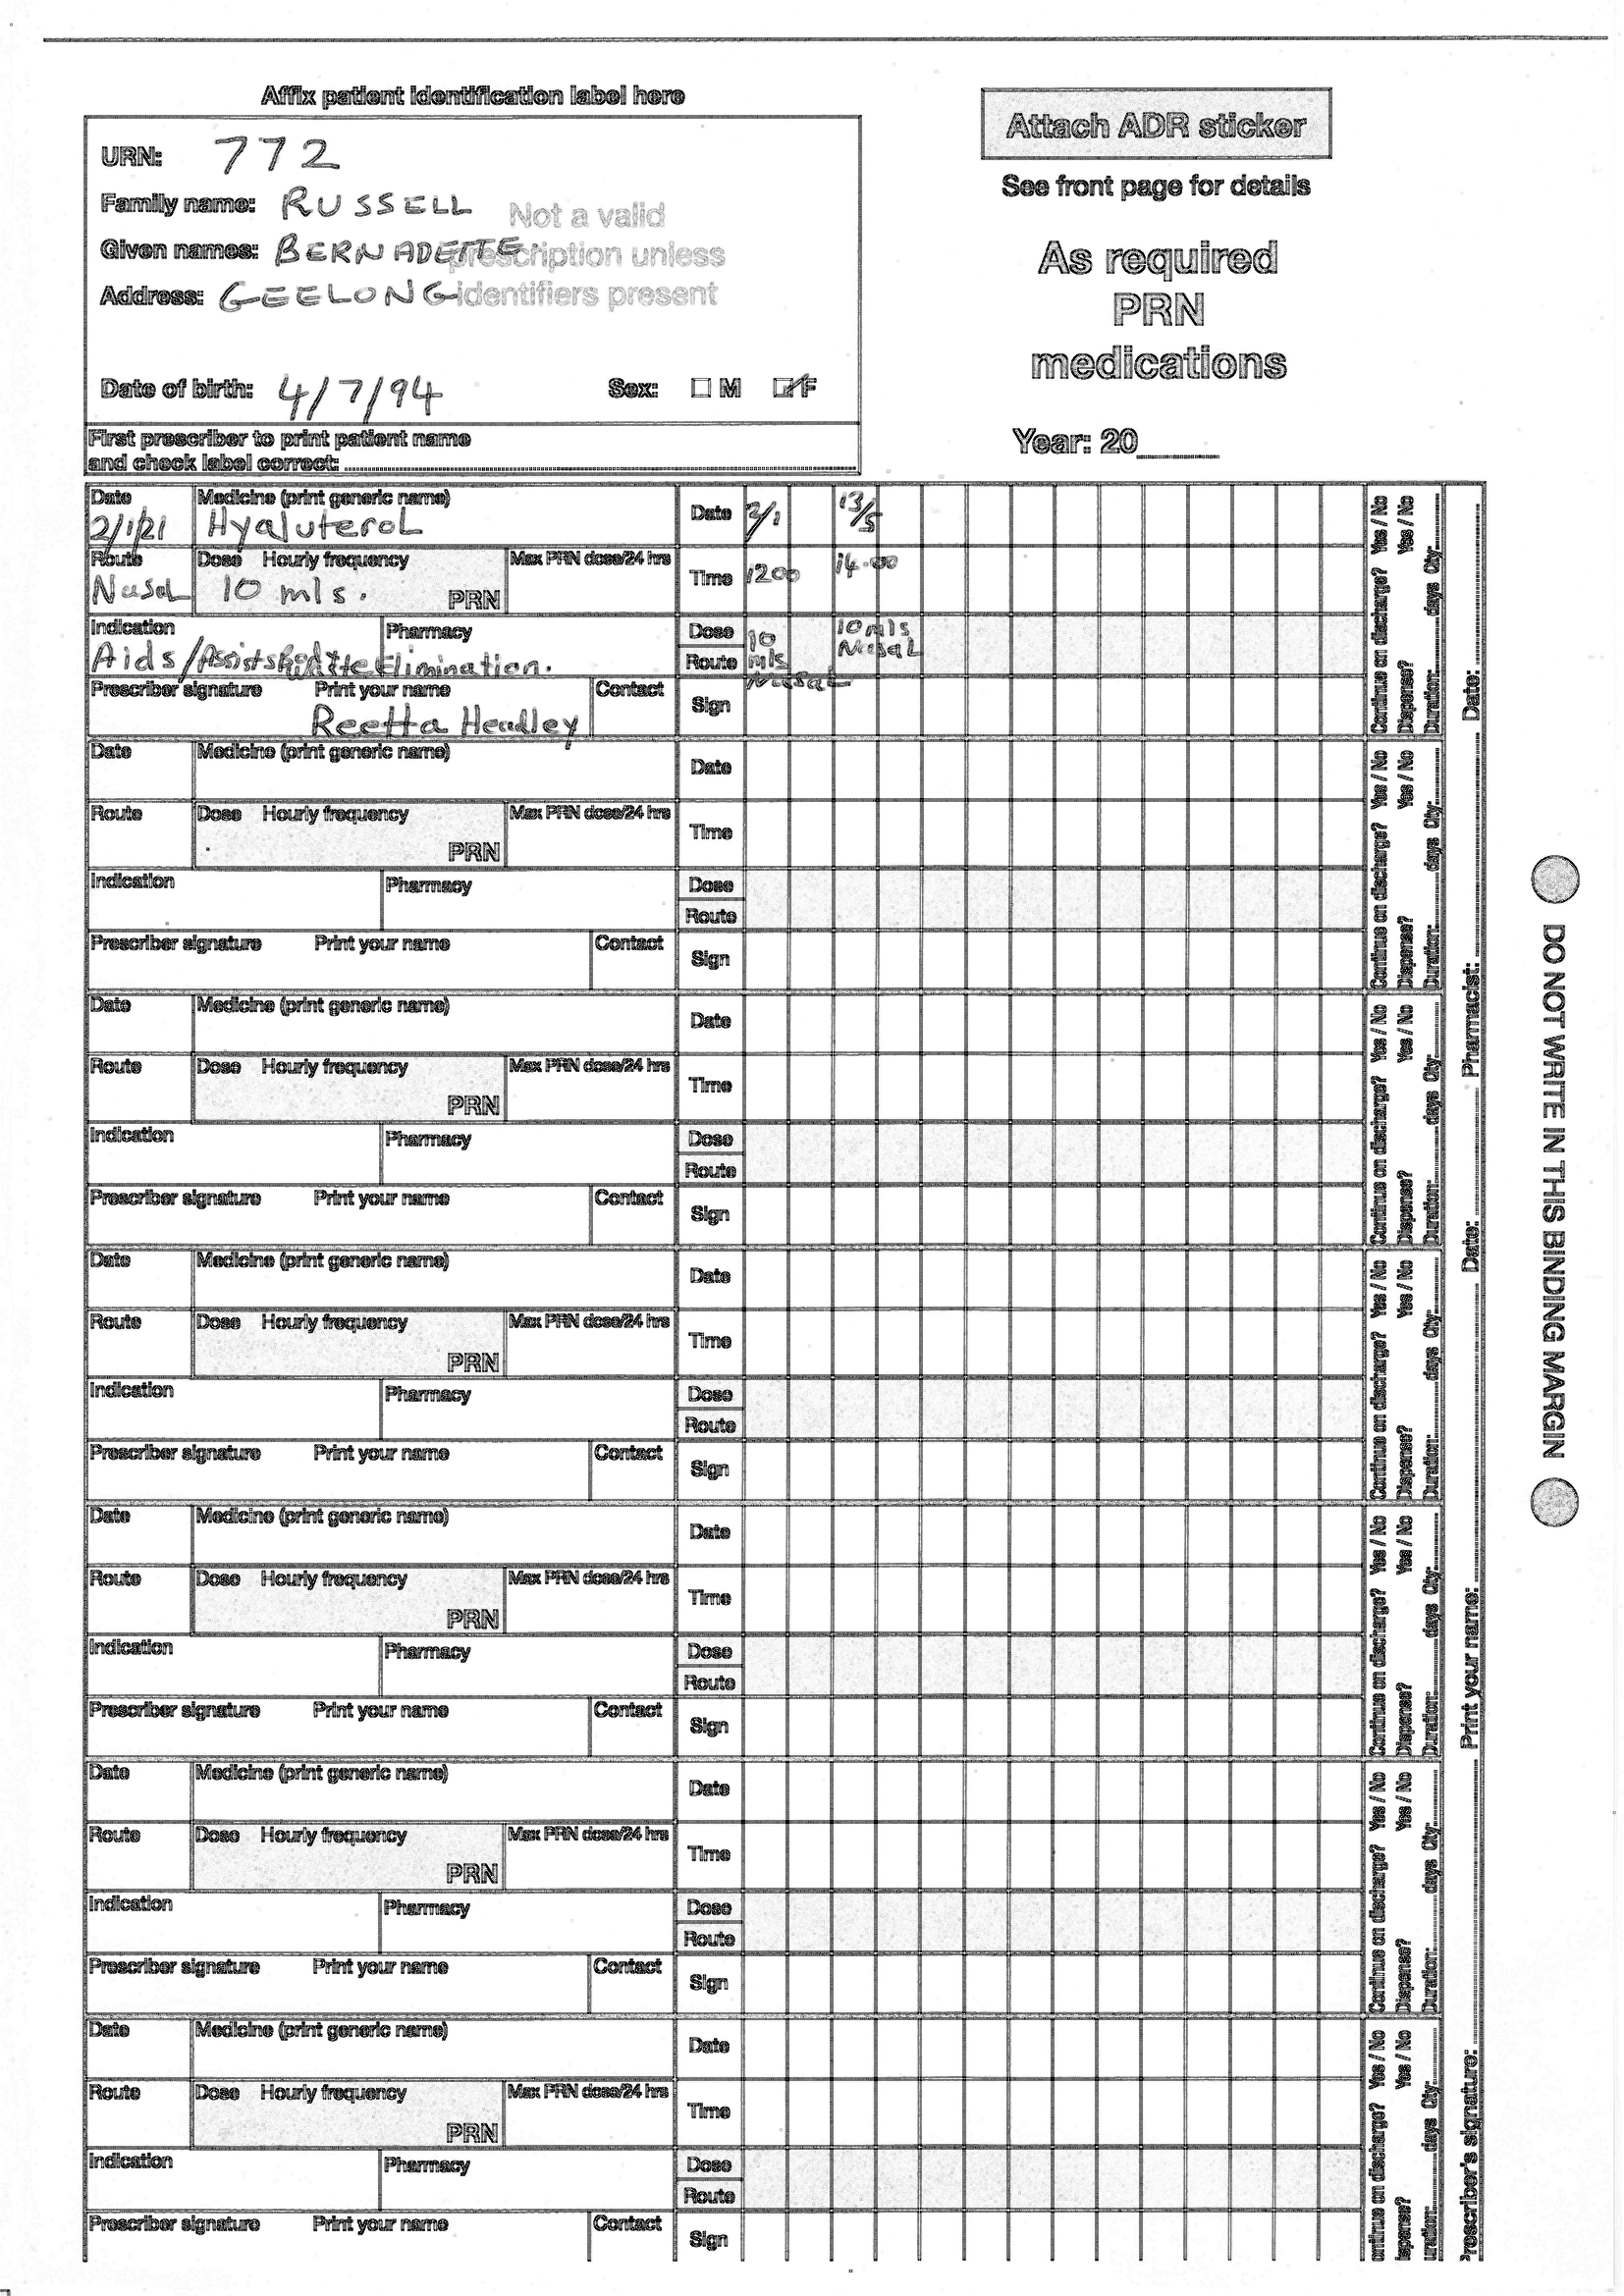 Affix patient identification label here
URN: 772
Family name: RUSSELL
Given names: BERNADETTE
Address: GEELONG
Not a valid
prescription unless
identifiers present
Date of birth: 4/7/94 Sex: M F
First prescriber to print patient name
and check label correct:
Attach ADR sticker
See front page for details
As required
PRN
medications
Year: 20
Date Medicine (print generic name) Date 2/1 13/5
2/1/21 Hyaluterol
Route Dose Hourly frequency Max PRN dose/24 hrs Time 1200 14.00
Nasal 10 mls. PRN
Indication Pharmacy Dose 10 mls 10mls
Aids/Assists Elimination. Route Nasal Nasal
Prescriber signature Print your name Contact Sign
Reetta Headley
Continue on discharge? Yes / No
Dispense? Yes / No
Duration: days Qty:
Date Medicine (print generic name) Date
Route Dose Hourly frequency Max PRN dose/24 hrs Time
PRN
Indication Pharmacy Dose
Route
Prescriber signature Print your name Contact Sign
Continue on discharge? Yes / No
Dispense? Yes / No
Duration: days Qty:
Date Medicine (print generic name) Date
Route Dose Hourly frequency Max PRN dose/24 hrs Time
PRN
Indication Pharmacy Dose
Route
Prescriber signature Print your name Contact Sign
Continue on discharge? Yes / No
Dispense? Yes / No
Duration: days Qty:
Date Medicine (print generic name) Date
Route Dose Hourly frequency Max PRN dose/24 hrs Time
PRN
Indication Pharmacy Dose
Route
Prescriber signature Print your name Contact Sign
Continue on discharge? Yes / No
Dispense? Yes / No
Duration: days Qty:
Date Medicine (print generic name) Date
Route Dose Hourly frequency Max PRN dose/24 hrs Time
PRN
Indication Pharmacy Dose
Route
Prescriber signature Print your name Contact Sign
Continue on discharge? Yes / No
Dispense? Yes / No
Duration: days Qty:
Date Medicine (print generic name) Date
Route Dose Hourly frequency Max PRN dose/24 hrs Time
PRN
Indication Pharmacy Dose
Route
Prescriber signature Print your name Contact Sign
Continue on discharge? Yes / No
Dispense? Yes / No
Duration: days Qty:
Date Medicine (print generic name) Date
Route Dose Hourly frequency Max PRN dose/24 hrs Time
PRN
Indication Pharmacy Dose
Route
Prescriber signature Print your name Contact Sign
ontinue on discharge? Yes / No
ispense? Yes / No
uration: days Qty:
rescriber's signature: Print your name: Date: Pharmacist: Date:
DO NOT WRITE IN THIS BINDING MARGIN